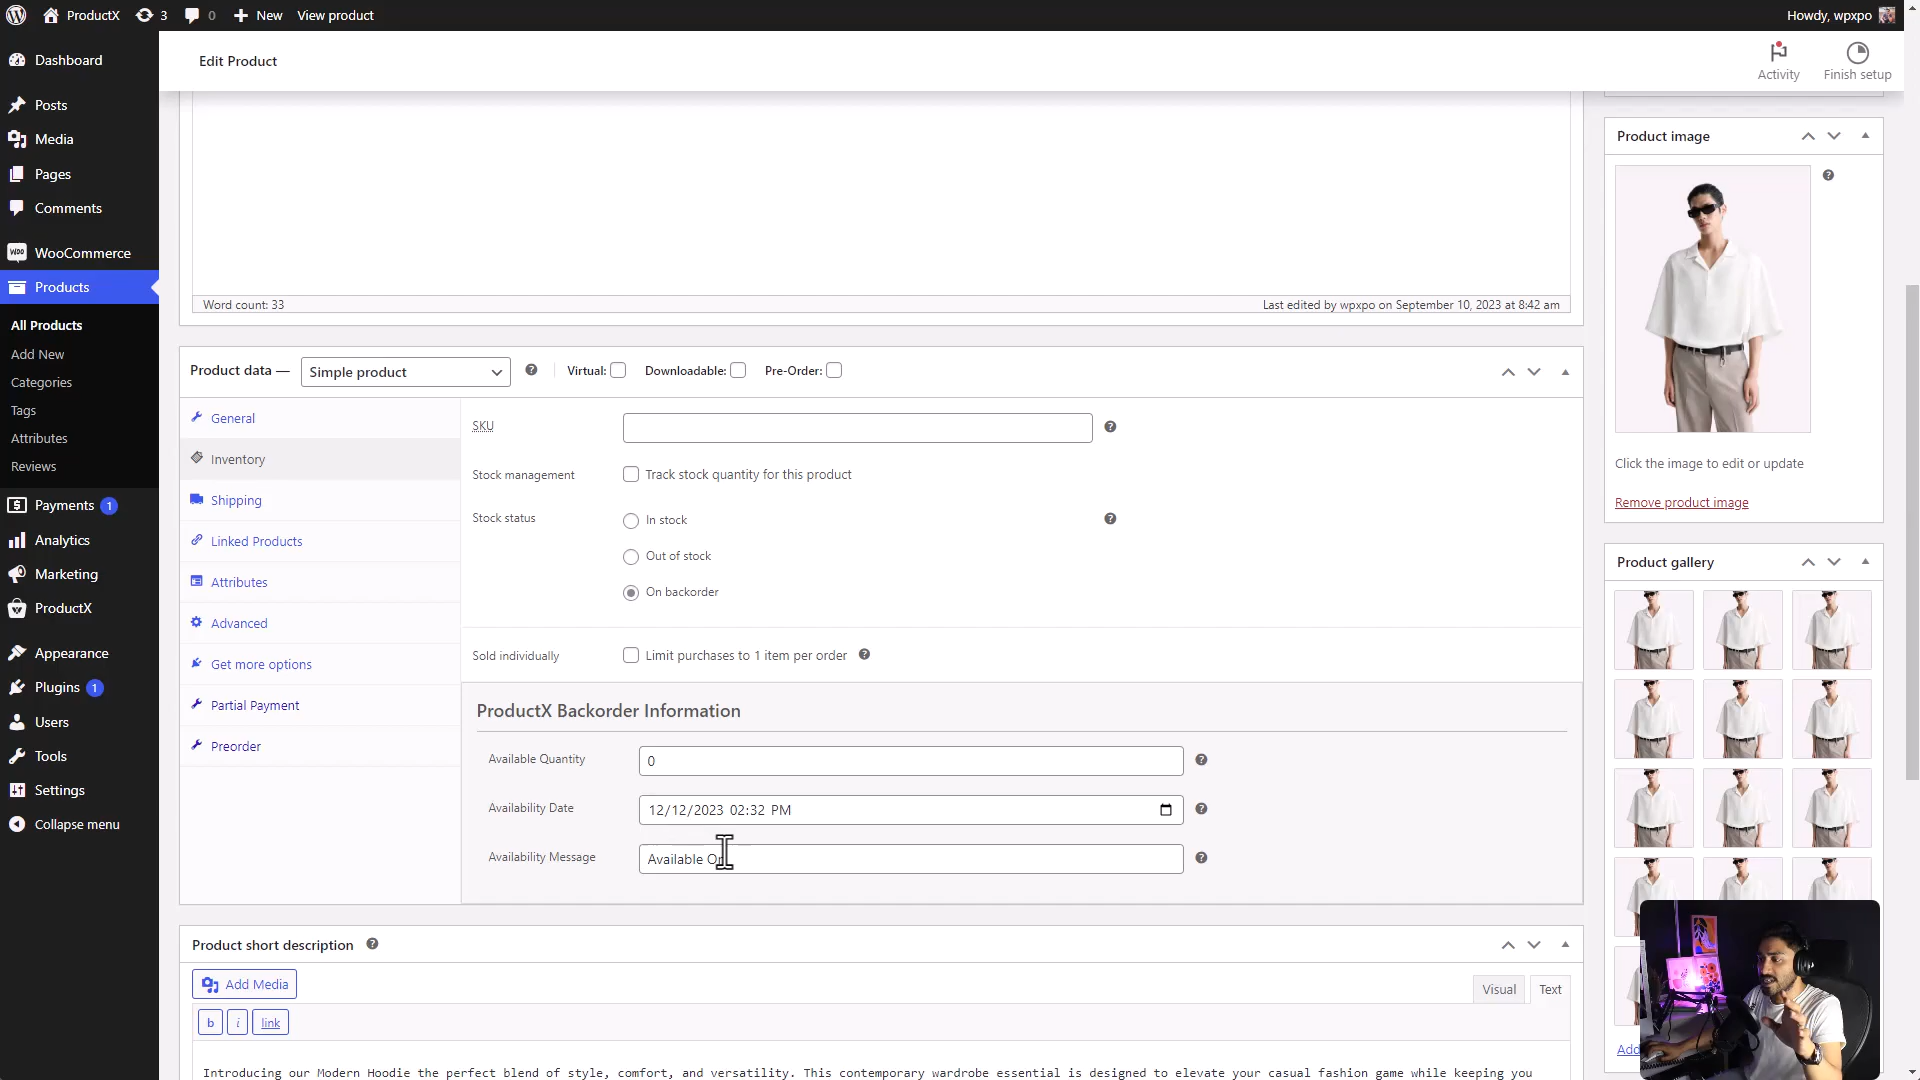 ProductX 3 0 New View product Howdy, wpxpo
Edit Product Activity Finish setup
Dashboard
Posts
Media
Pages
Comments
WooCommerce
Products
All Products
Add New
Categories
Tags
Attributes
Reviews
Payments 1
Analytics
Marketing
ProductX
Appearance
Plugins 1
Users
Tools
Settings
Collapse menu
Word count: 33 Last edited by wpxpo on September 10, 2023 at 8:42 am
Product data — Simple product Virtual: Downloadable: Pre-Order:
General
Inventory
Shipping
Linked Products
Attributes
Advanced
Get more options
Partial Payment
Preorder
SKU
Stock management Track stock quantity for this product
Stock status In stock
Out of stock
On backorder
Sold individually Limit purchases to 1 item per order
ProductX Backorder Information
Available Quantity 0
Availability Date 12/12/2023 02:32 PM
Availability Message Available
Product short description
Add Media Visual Text
b i link
Introducing our Modern Hoodie the perfect blend of style, comfort, and versatility. This contemporary wardrobe essential is designed to elevate your casual fashion game while keeping you
Product image
Click the image to edit or update
Remove product image
Product gallery
Add